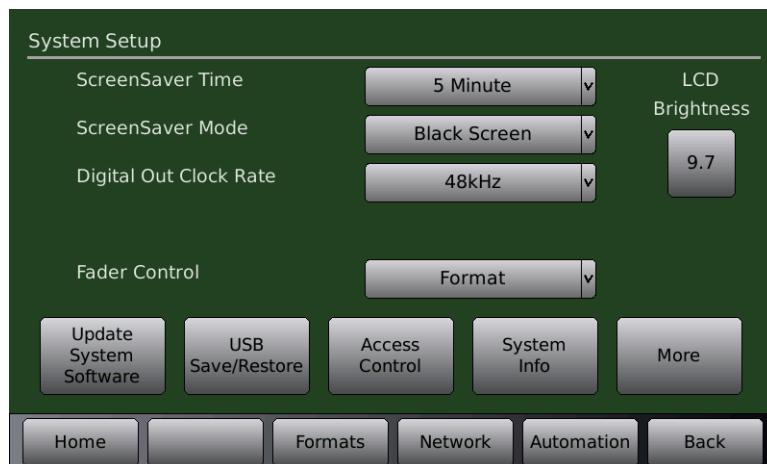 System Setup
ScreenSaver Time
5 Minute
LCD
Brightness
ScreenSaver Mode
Black Screen
9.7
Digital Out Clock Rate
48kHz
Fader Control
Format
Update
System
Software
USB
Save/Restore
Access
Control
System
Info
More
Home
Formats
Network
Automation
Back